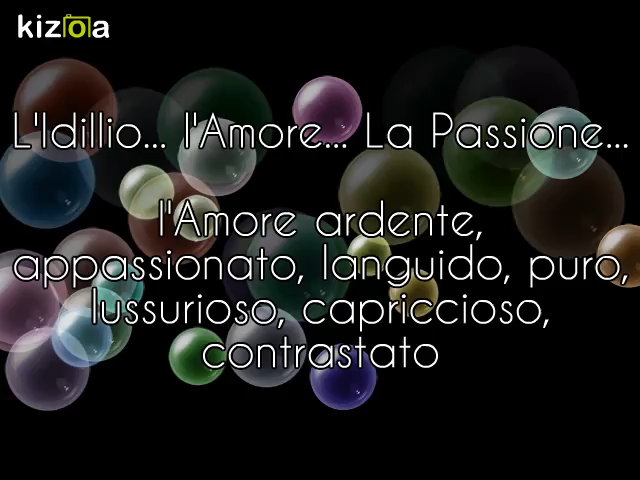 kizoa
L'Idillio... l'Amore... La Passione...
l'Amore ardente,
appassionato, languido, puro,
lussurioso, capriccioso,
contrastato